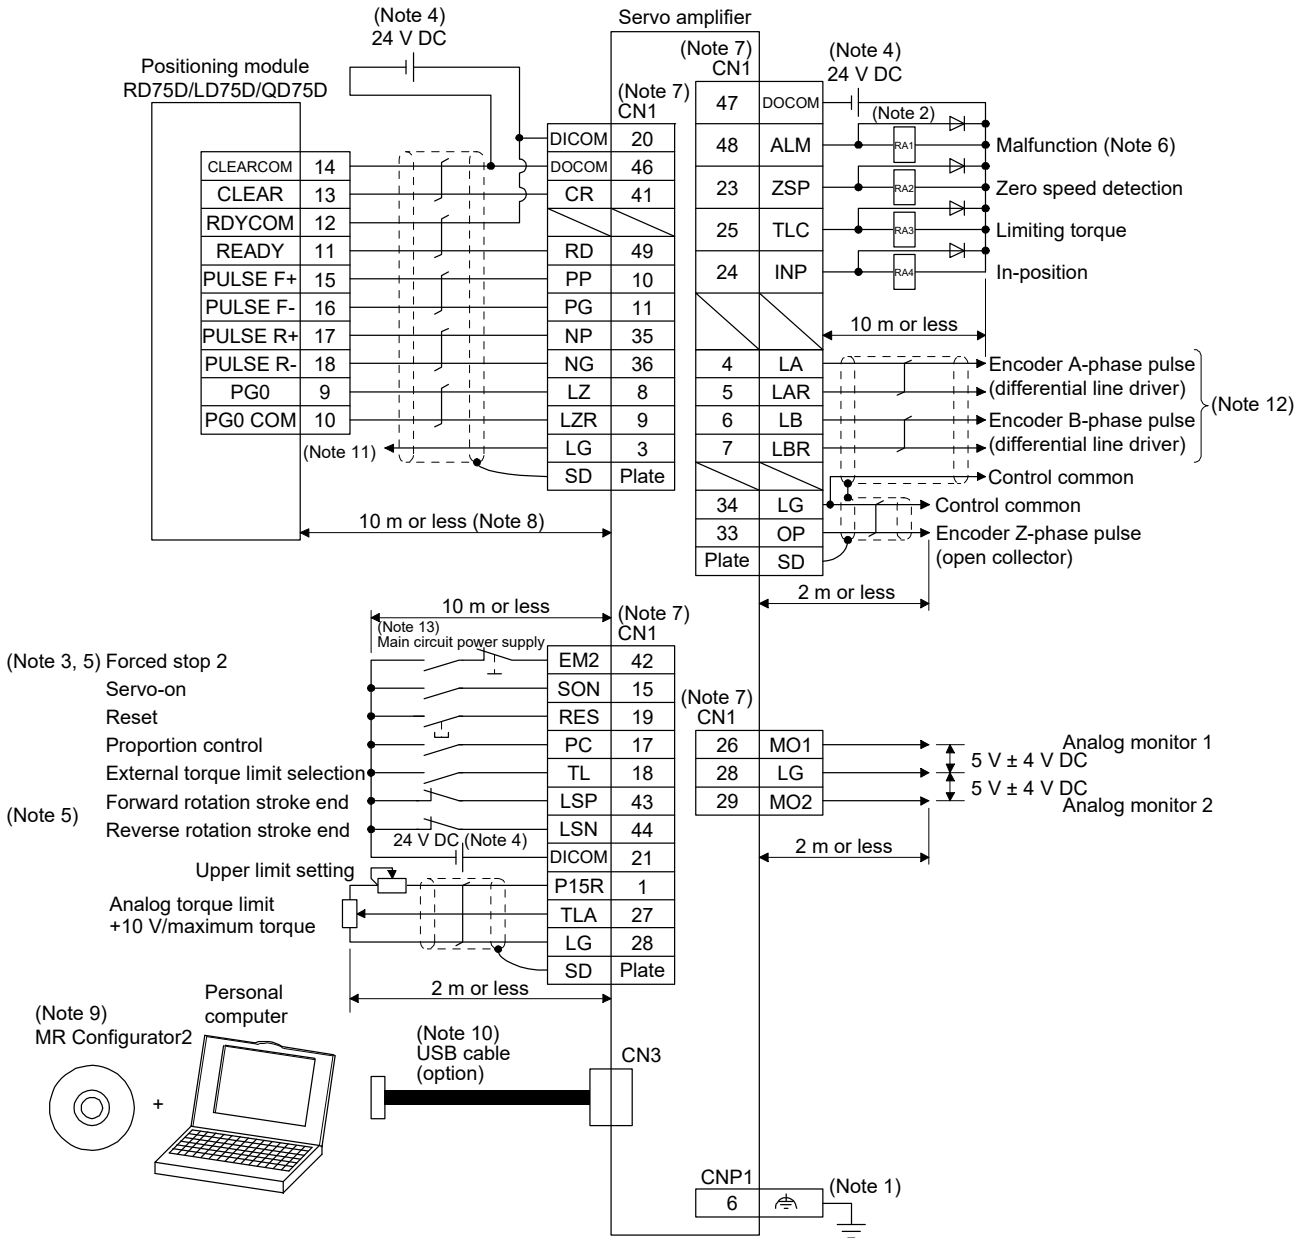 Servo amplifier
(Note 4)
24 V DC
Positioning module
RD75D/LD75D/QD75D
(Note 7)
CN1
DICOM 20
CLEARCOM 14 DOCOM 46
CLEAR 13 CR 41
RDYCOM 12
READY 11 RD 49
PULSE F+ 15 PP 10
PULSE F- 16 PG 11
PULSE R+ 17 NP 35
PULSE R- 18 NG 36
PG0 9 LZ 8
PG0 COM 10 LZR 9
(Note 11) LG 3
SD Plate
10 m or less (Note 8)
(Note 7)
CN1
(Note 4)
24 V DC
47 DOCOM
(Note 2)
48 ALM RA1 Malfunction (Note 6)
23 ZSP RA2 Zero speed detection
25 TLC RA3 Limiting torque
24 INP RA4 In-position
10 m or less
4 LA Encoder A-phase pulse
5 LAR (differential line driver)
(Note 12)
6 LB Encoder B-phase pulse
7 LBR (differential line driver)
Control common
34 LG Control common
33 OP Encoder Z-phase pulse
(open collector)
Plate SD
2 m or less
10 m or less
(Note 7)
CN1
(Note 13)
Main circuit power supply
(Note 3, 5) Forced stop 2 EM2 42
Servo-on SON 15
Reset RES 19
Proportion control PC 17
External torque limit selection TL 18
(Note 5)
Forward rotation stroke end LSP 43
Reverse rotation stroke end LSN 44
24 V DC (Note 4)
DICOM 21
Upper limit setting P15R 1
Analog torque limit
+10 V/maximum torque
TLA 27
LG 28
SD Plate
2 m or less
(Note 7)
CN1
26 MO1 Analog monitor 1
5 V ± 4 V DC
28 LG
5 V ± 4 V DC
29 MO2 Analog monitor 2
2 m or less
(Note 9)
MR Configurator2
+
Personal
computer
(Note 10)
USB cable
(option)
CN3
CNP1
6
(Note 1)